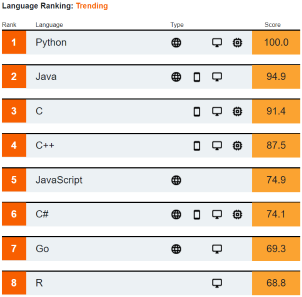 Language Ranking: Trending
Rank Language Type Score
1 Python 100.0
2 Java 94.9
3 C 91.4
4 C++ 87.5
5 JavaScript 74.9
6 C# 74.1
7 Go 69.3
8 R 68.8